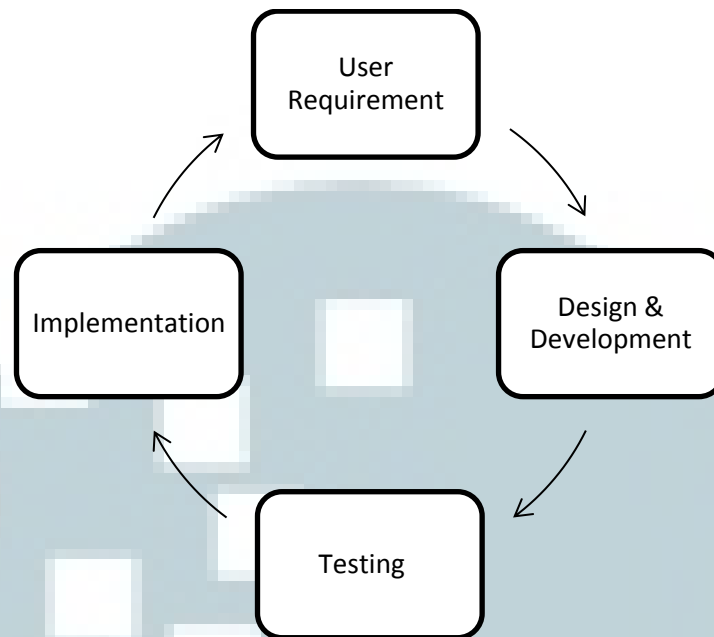 User
Requirement
Design &
Development
Testing
Implementation